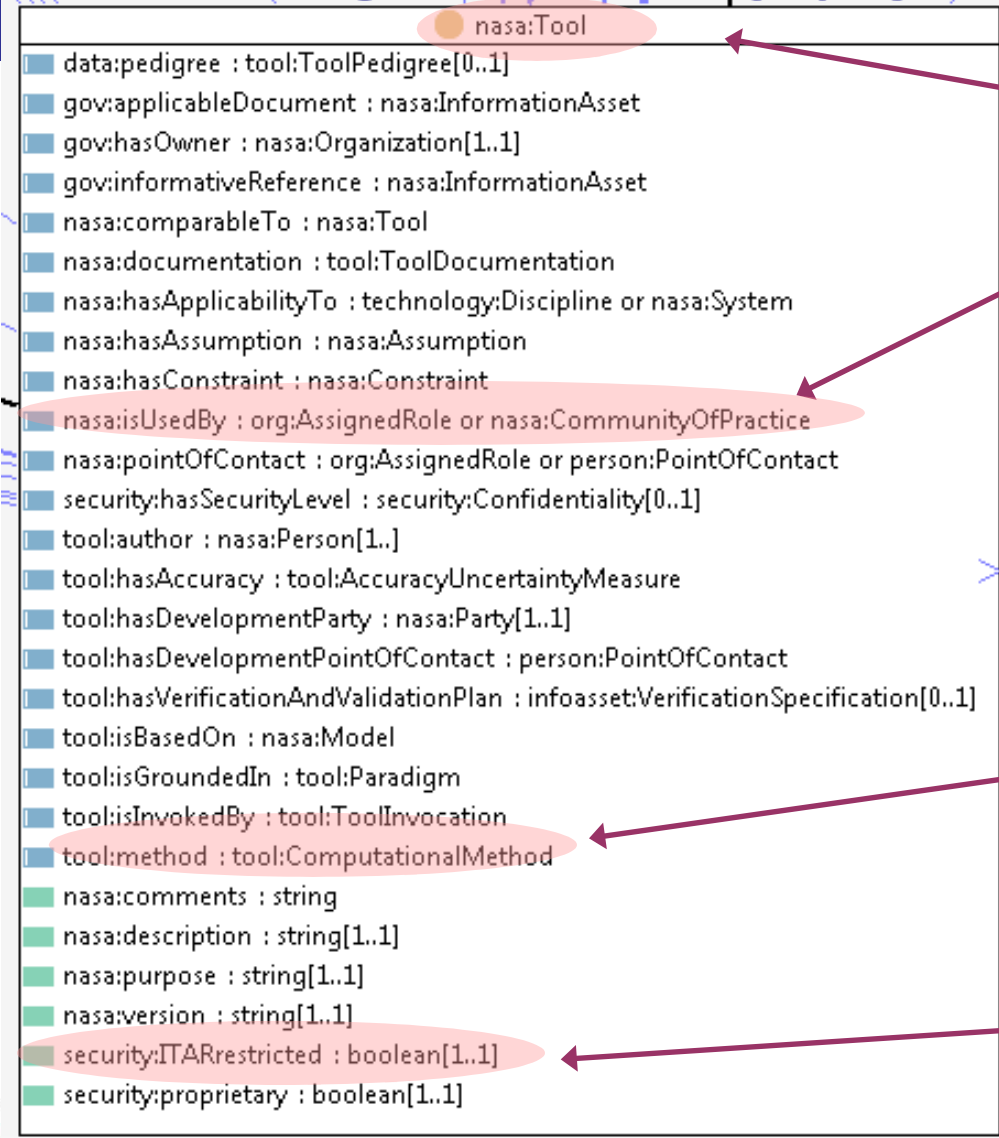 nasa:Tool
data:pedigree : tool:ToolPedigree[0..1]
gov:applicableDocument : nasa:InformationAsset
gov:hasOwner : nasa:Organization[1..1]
gov:informativeReference : nasa:InformationAsset
nasa:comparableTo : nasa:Tool
nasa:documentation : tool:ToolDocumentation
nasa:hasApplicabilityTo : technology:Discipline or nasa:System
nasa:hasAssumption : nasa:Assumption
nasa:hasConstraint : nasa:Constraint
nasa:isUsedBy : org:AssignedRole or nasa:CommunityOfPractice
nasa:pointOfContact : org:AssignedRole or person:PointOfContact
security:hasSecurityLevel : security:Confidentiality[0..1]
tool:author : nasa:Person[1..]
tool:hasAccuracy : tool:AccuracyUncertaintyMeasure
tool:hasDevelopmentParty : nasa:Party[1..1]
tool:hasDevelopmentPointOfContact : person:PointOfContact
tool:hasVerificationAndValidationPlan : infoasset:VerificationSpecification[0..1]
tool:isBasedOn : nasa:Model
tool:isGroundedIn : tool:Paradigm
tool:isInvokedBy : tool:ToolInvocation
tool:method : tool:ComputationalMethod
nasa:comments : string
nasa:description : string[1..1]
nasa:purpose : string[1..1]
nasa:version : string[1..1]
security:ITARrestricted : boolean[1..1]
security:proprietary : boolean[1..1]